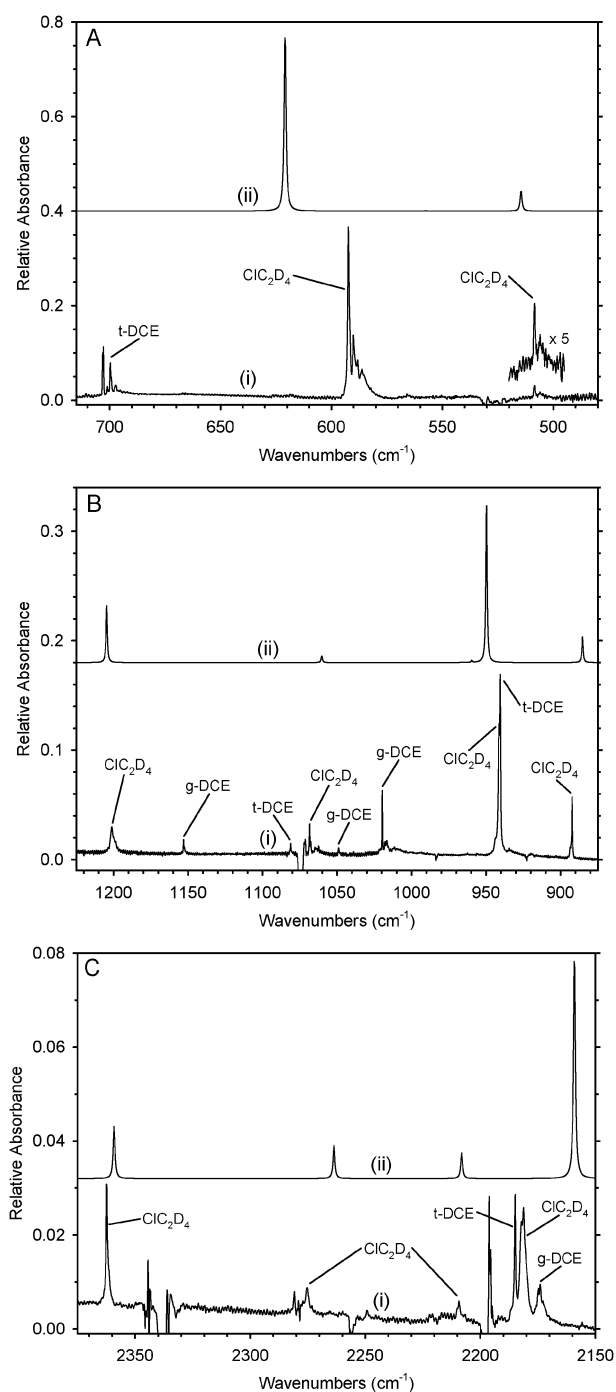 A
0.8
0.6
0.4
0.2
0.0
Relative Absorbance
(ii)
ClC₂D₄
ClC₂D₄
x 5
t-DCE
(i)
700
650
600
550
500
Wavenumbers (cm⁻¹)
B
0.3
0.2
0.1
0.0
Relative Absorbance
(ii)
t-DCE
ClC₂D₄
g-DCE
ClC₂D₄
ClC₂D₄
ClC₂D₄
g-DCE
t-DCE
g-DCE
(i)
1200
1150
1100
1050
1000
950
900
Wavenumbers (cm⁻¹)
C
0.08
0.06
0.04
0.02
0.00
Relative Absorbance
(ii)
ClC₂D₄
t-DCE
ClC₂D₄
ClC₂D₄
g-DCE
(i)
2350
2300
2250
2200
2150
Wavenumbers (cm⁻¹)